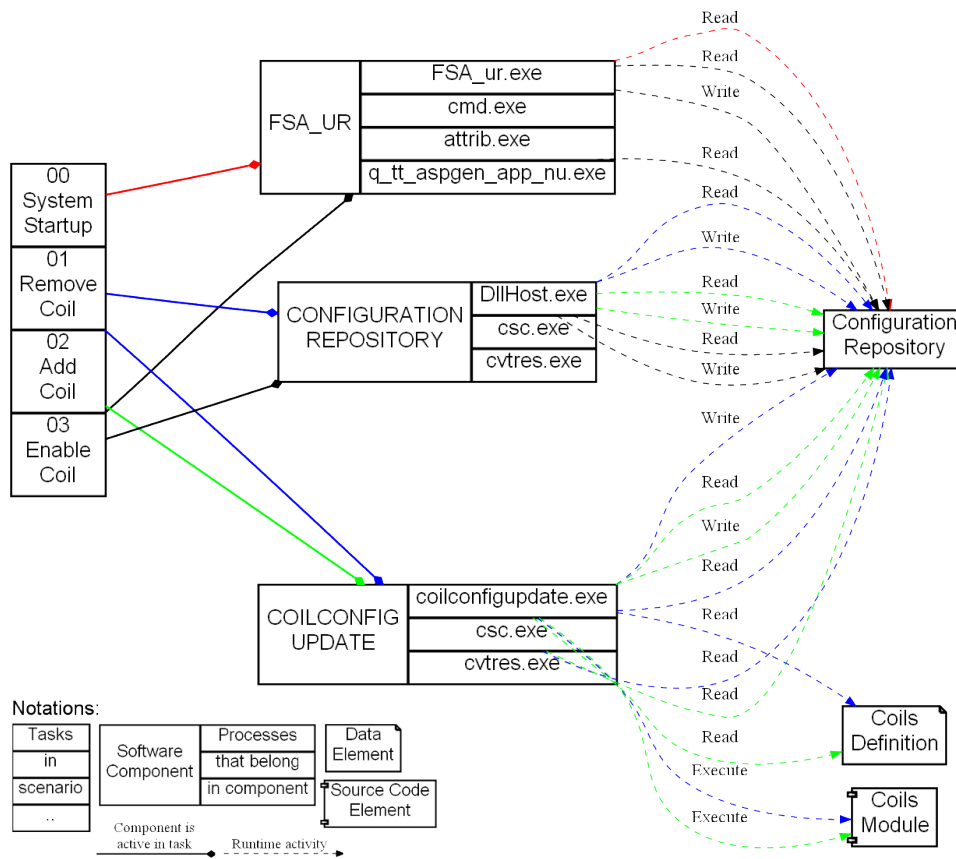 00
System
Startup
01
Remove
Coil
02
Add
Coil
03
Enable
Coil
FSA_UR
FSA_ur.exe
cmd.exe
attrib.exe
q_tt_aspgen_app_nu.exe
CONFIGURATION
REPOSITORY
DllHost.exe
csc.exe
cvtres.exe
COILCONFIG
UPDATE
coilconfigupdate.exe
csc.exe
cvtres.exe
Read
Read
Write
Read
Read
Write
Read
Write
Read
Write
Write
Read
Write
Read
Read
Read
Read
Read
Execute
Execute
Configuration
Repository
Coils
Definition
Coils
Module
Notations:
Tasks
in
scenario
..
Software
Component
Processes
that belong
in component
Data
Element
Source Code
Element
Component is
active in task
Runtime activity